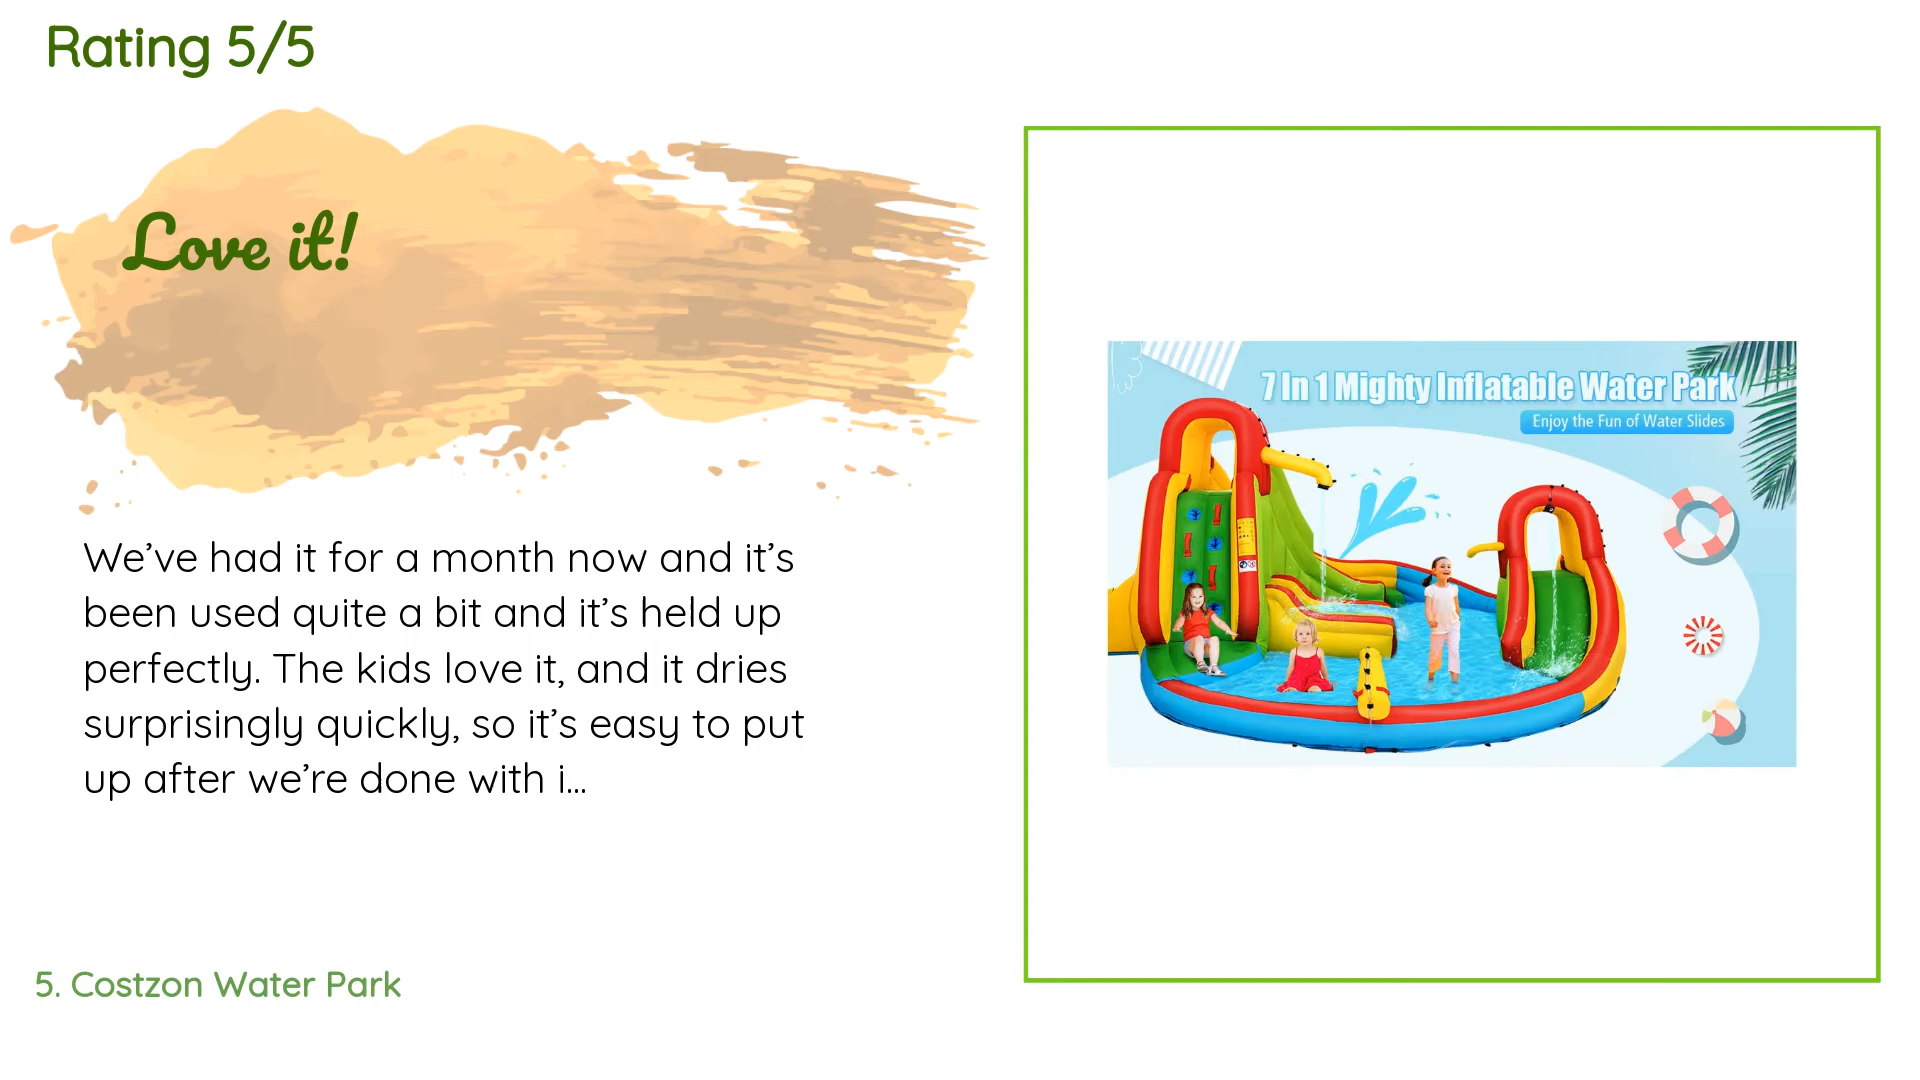 Rating 5/5
Love it!
We’ve had it for a month now and it’s
been used quite a bit and it’s held up
perfectly. The kids love it, and it dries
surprisingly quickly, so it’s easy to put
up after we’re done with i...
5. Costzon Water Park
7 In 1 Mighty Inflatable Water Park
Enjoy the Fun of Water Slides